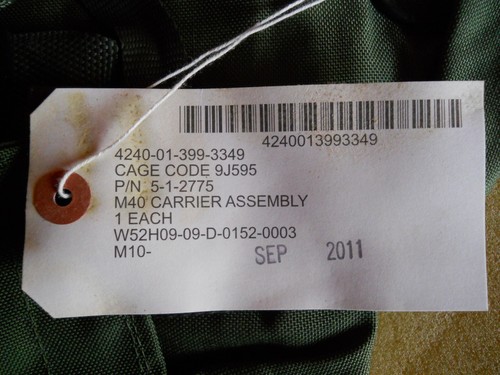 4240013993349
4240-01-399-3349
CAGE CODE 9J595
P/N 5-1-2775
M40 CARRIER ASSEMBLY
1 EACH
W52H09-09-D-0152-0003
M10- SEP 2011